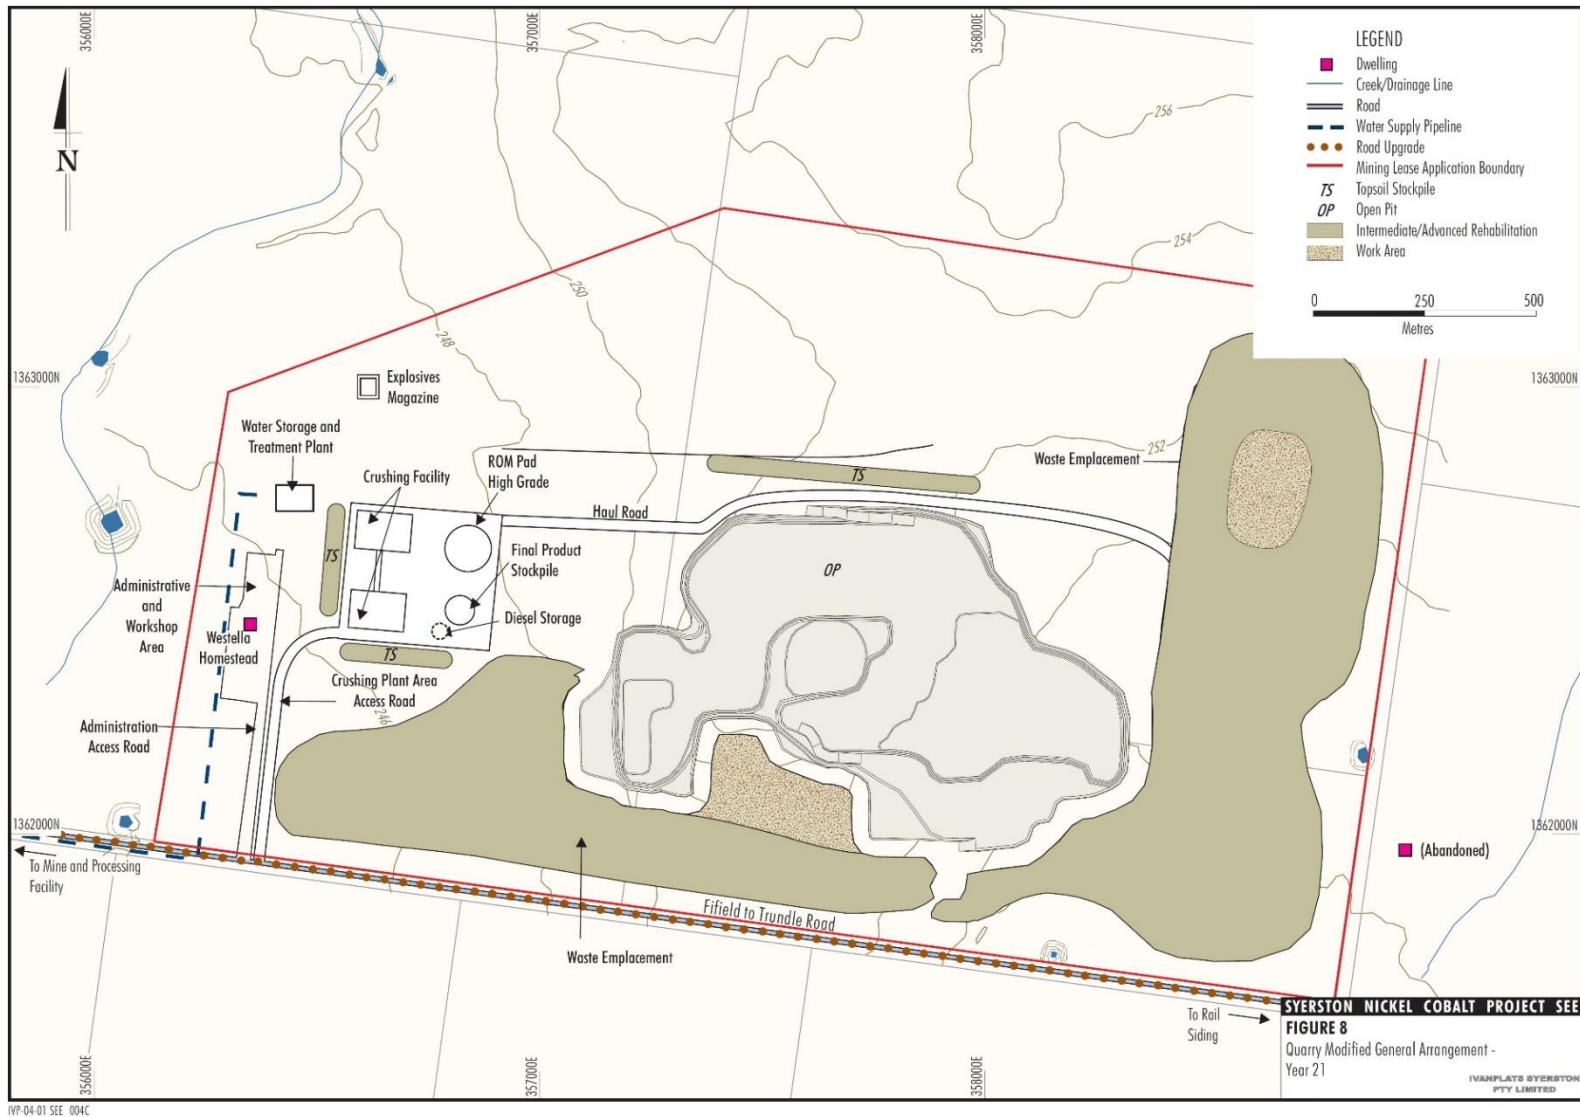 356000E
357000E
358000E
LEGEND
Dwelling
Creek/Drainage Line
Road
Water Supply Pipeline
Road Upgrade
Mining Lease Application Boundary
TS Topsoil Stockpile
OP Open Pit
Intermediate/Advanced Rehabilitation
Work Area
0 250 500
Metres
N
256
254
250
248
252
246
1363000N
1363000N
Explosives
Magazine
Water Storage and
Treatment Plant
Crushing Facility
ROM Pad
High Grade
Haul Road
TS
Waste Emplacement
TS
Final Product
Stockpile
OP
Administrative
and
Workshop
Area
Westella
Homestead
Diesel Storage
TS
Crushing Plant Area
Access Road
Administration
Access Road
1362000N
1362000N
To Mine and Processing
Facility
(Abandoned)
Fifield to Trundle Road
Waste Emplacement
To Rail
Siding
356000E
357000E
358000E
SYERSTON NICKEL COBALT PROJECT SEE
FIGURE 8
Quarry Modified General Arrangement -
Year 21
IVANPLATS SYERSTON
PTY LIMITED
IVP-04-01 SEE 004C